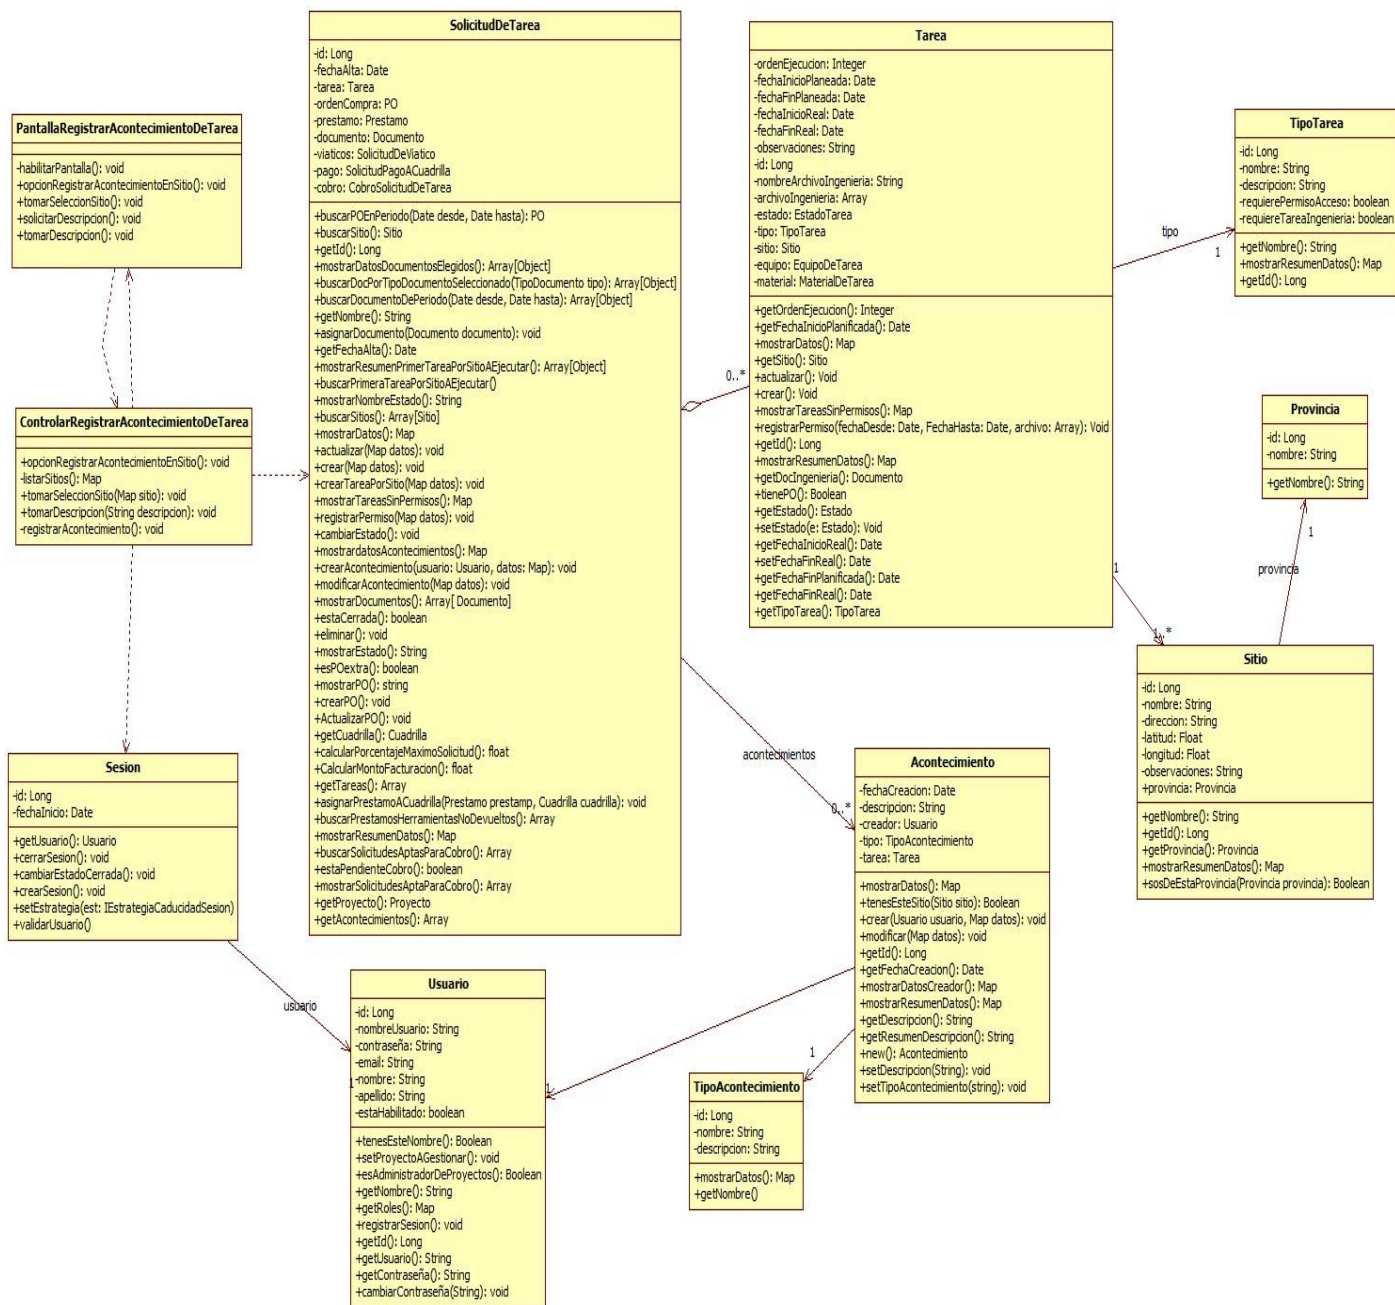 SolicitudDeTarea
-id: Long
-fechaAlta: Date
-tarea: Tarea
-ordenCompra: PO
-prestamo: Prestamo
-documento: Documento
-viaticos: SolicitudDeViatico
-pago: SolicitudPagoACuadrilla
-cobro: CobroSolicitudDeTarea
+buscarPOEnPeriodo(Date desde, Date hasta): PO
+buscarSitio(): Sitio
+getId(): Long
+mostrarDatosDocumentosElegidos(): Array[Object]
+buscarDocPorTipoDocumentoSeleccionado(TipoDocumento tipo): Array[Object]
+buscarDocumentoDePeriodo(Date desde, Date hasta): Array[Object]
+getNombre(): String
+asignarDocumento(Documento documento): void
+getFechaAlta(): Date
+mostrarResumenPrimerTareaPorSitioAEjecutar(): Array[Object]
+buscarPrimeraTareaPorSitioAEjecutar()
+mostrarNombreEstado(): String
+buscarSitios(): Array[Sitio]
+mostrarDatos(): Map
+actualizar(Map datos): void
+crear(Map datos): void
+crearTareaPorSitio(Map datos): void
+mostrarTareasSinPermisos(): Map
+registrarPermiso(Map datos): void
+cambiarEstado(): void
+mostrardatosAcontecimientos(): Map
+crearAcontecimiento(usuario: Usuario, datos: Map): void
+modificarAcontecimiento(Map datos): void
+mostrarDocumentos(): Array[ Documento]
+estaCerrada(): boolean
+eliminar(): void
+mostrarEstado(): String
+esPOextra(): boolean
+mostrarPO(): string
+crearPO(): void
+ActualizarPO(): void
+getCuadrilla(): Cuadrilla
+calcularPorcentajeMaximoSolicitud(): float
+CalcularMontoFacturacion(): float
+getTareas(): Array
+asignarPrestamoACuadrilla(Prestamo prestamp, Cuadrilla cuadrilla): void
+buscarPrestamosHerramientasNoDevueltos(): Array
+mostrarResumenDatos(): Map
+buscarSolicitudesAptasParaCobro(): Array
+estaPendienteCobro(): boolean
+mostrarSolicitudesAptaParaCobro(): Array
+getProyecto(): Proyecto
+getAcontecimientos(): Array
Tarea
-ordenEjecucion: Integer
-fechaInicioPlaneada: Date
-fechaFinPlaneada: Date
-fechaInicioReal: Date
-fechaFinReal: Date
-observaciones: String
-id: Long
-nombreArchivoIngenieria: String
-archivoIngenieria: Array
-estado: EstadoTarea
-tipo: TipoTarea
-sitio: Sitio
-equipo: EquipoDeTarea
-material: MaterialDeTarea
+getOrdenEjecucion(): Integer
+getFechaInicioPlanificada(): Date
+mostrarDatos(): Map
+getSitio(): Sitio
+actualizar(): Void
+crear(): Void
+mostrarTareasSinPermisos(): Map
+registrarPermiso(fechaDesde: Date, FechaHasta: Date, archivo: Array): Void
+getId(): Long
+mostrarResumenDatos(): Map
+getDocIngenieria(): Documento
+tienePO(): Boolean
+getEstado(): Estado
+setEstado(e: Estado): Void
+getFechaInicioReal(): Date
+setFechaFinReal(): Date
+getFechaFinPlanificada(): Date
+getFechaFinReal(): Date
+getTipoTarea(): TipoTarea
PantallaRegistrarAcontecimientoDeTarea
-habilitarPantalla(): void
+opcionRegistrarAcontecimientoEnSitio(): void
+tomarSeleccionSitio(): void
+solicitarDescripcion(): void
+tomarDescripcion(): void
TipoTarea
-id: Long
-nombre: String
-descripcion: String
-requierePermisoAcceso: boolean
-requiereTareaIngenieria: boolean
+getNombre(): String
+mostrarResumenDatos(): Map
+getId(): Long
tipo
1
0..*
ControlarRegistrarAcontecimientoDeTarea
+opcionRegistrarAcontecimientoEnSitio(): void
-listarSitios(): Map
+tomarSeleccionSitio(Map sitio): void
+tomarDescripcion(String descripcion): void
-registrarAcontecimiento(): void
Provincia
-id: Long
-nombre: String
+getNombre(): String
1
provincia
1
1..*
Sitio
-id: Long
-nombre: String
-direccion: String
-latitud: Float
-longitud: Float
-observaciones: String
+provincia: Provincia
+getNombre(): String
+getId(): Long
+getProvincia(): Provincia
+mostrarResumenDatos(): Map
+sosDeEstaProvincia(Provincia provincia): Boolean
Sesion
-id: Long
-fechaInicio: Date
+getUsuario(): Usuario
+cerrarSesion(): void
+cambiarEstadoCerrada(): void
+crearSesion(): void
+setEstrategia(est: IEstrategiaCaducidadSesion)
+validarUsuario()
acontecimientos
0..*
Acontecimiento
-fechaCreacion: Date
-descripcion: String
-creador: Usuario
-tipo: TipoAcontecimiento
-tarea: Tarea
+mostrarDatos(): Map
+tenesEsteSitio(Sitio sitio): Boolean
+crear(Usuario usuario, Map datos): void
+modificar(Map datos): void
+getId(): Long
+getFechaCreacion(): Date
+mostrarDatosCreador(): Map
+mostrarResumenDatos(): Map
+getDescripcion(): String
+getResumenDescripcion(): String
+new(): Acontecimiento
+setDescripcion(String): void
+setTipoAcontecimiento(string): void
usuario
1
1
1
Usuario
-id: Long
-nombreUsuario: String
-contraseña: String
-email: String
-nombre: String
-apellido: String
-estaHabilitado: boolean
+tenesEsteNombre(): Boolean
+setProyectoAGestionar(): void
+esAdministradorDeProyectos(): Boolean
+getNombre(): String
+getRoles(): Map
+registrarSesion(): void
+getId(): Long
+getUsuario(): String
+getContraseña(): String
+cambiarContraseña(String): void
TipoAcontecimiento
-id: Long
-nombre: String
-descripcion: String
+mostrarDatos(): Map
+getNombre()